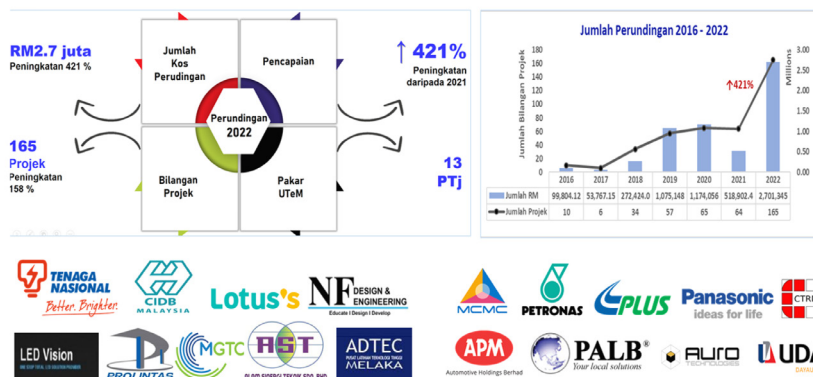 RM2.7 juta
Peningkatan 421 %
Jumlah
Kos
Perudingan
Pencapaian
↑ 421%
Peningkatan
daripada 2021
Perundingan
2022
165
Projek
Peningkatan
158 %
Bilangan
Projek
Pakar
UTeM
13
PTj
Jumlah Perundingan 2016 - 2022
Jumlah Bilangan Projek
180
160
140
120
100
80
60
40
20
0
↑421%
3.00
2.50
2.00
1.50
1.00
0.50
0.00
Millions
2016 2017 2018 2019 2020 2021 2022
Jumlah RM 99,804.12 53,767.15 272,424.0 1,075,148 1,174,056 518,902.4 2,701,345
Jumlah Projek 10 6 34 57 65 64 165
TENAGA
NASIONAL
Better. Brighter.
CIDB
MALAYSIA
Lotus's
NF DESIGN &
ENGINEERING
Educate I Design I Develop
MCMC
PETRONAS
PLUS
Panasonic
ideas for life
LED Vision
PROLINTAS
MGTC
AST
ADTEC
PUSAT LATIHAN TEKNOLOGI TINGGI
MELAKA
APM
Automotive Holdings Berhad
PALB®
Your local solutions
AURO
TECHNOLOGIES
UDA